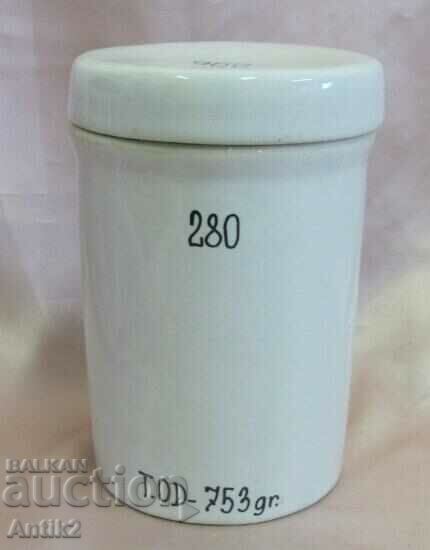 280
T.OD-753gr.
BALKAN
auction
Antik2